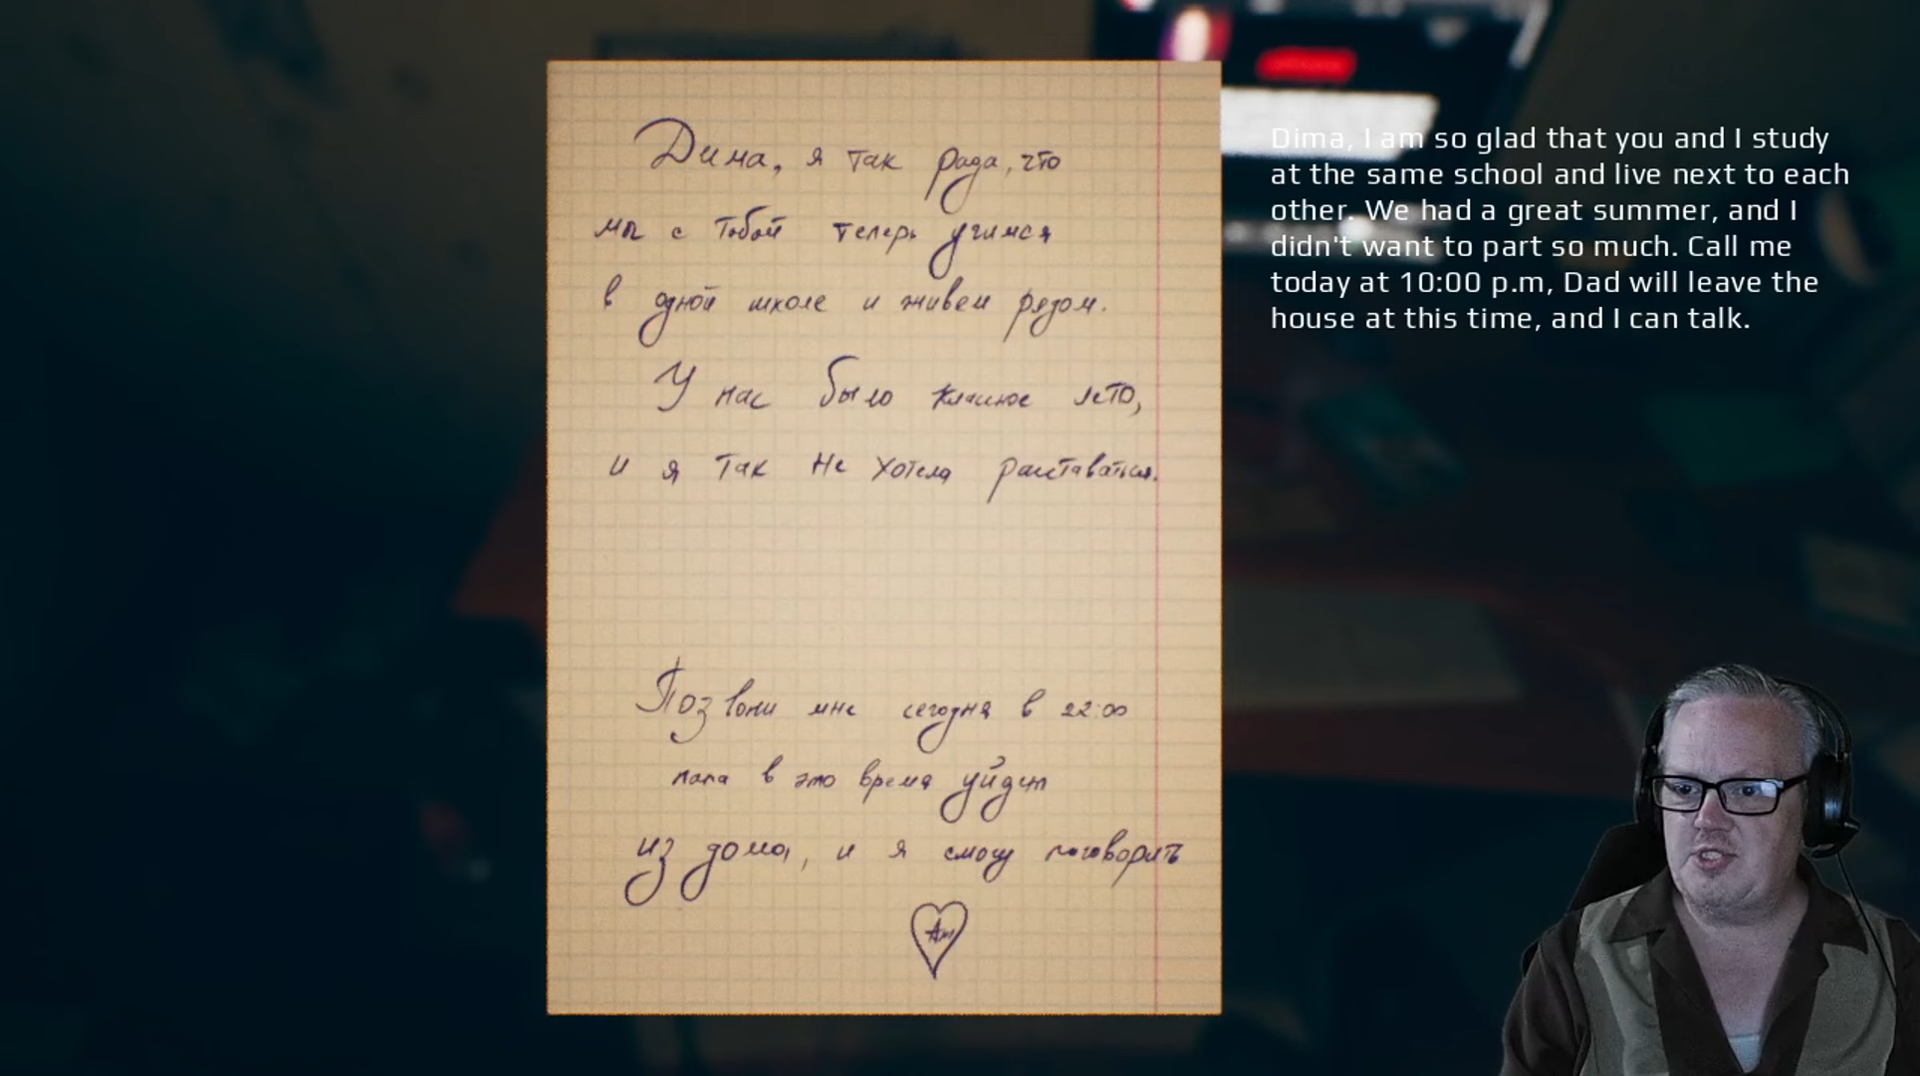 Дима, я так рада, что
мы с тобой теперь учимся
в одной школе и живем рядом.
У нас было классное лето,
и я так не хотела расставаться.
Позвони мне сегодня в 22:00
папа в это время уйдет
из дома, и я смогу поговорить
Dima, I am so glad that you and I study
at the same school and live next to each
other. We had a great summer, and I
didn't want to part so much. Call me
today at 10:00 p.m, Dad will leave the
house at this time, and I can talk.